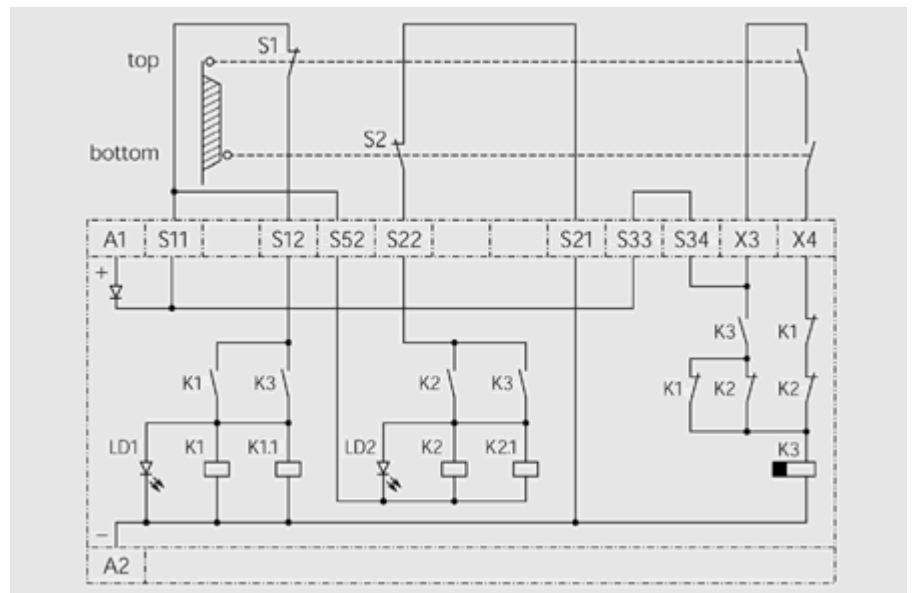 S1
top
S2
bottom
A1 S11 S12 S52 S22 S21 S33 S34 X3 X4
+
K3 K1
K1 K3 K2 K3 K1 K2 K2
LD1 K1 K1.1 LD2 K2 K2.1 K3
−
A2